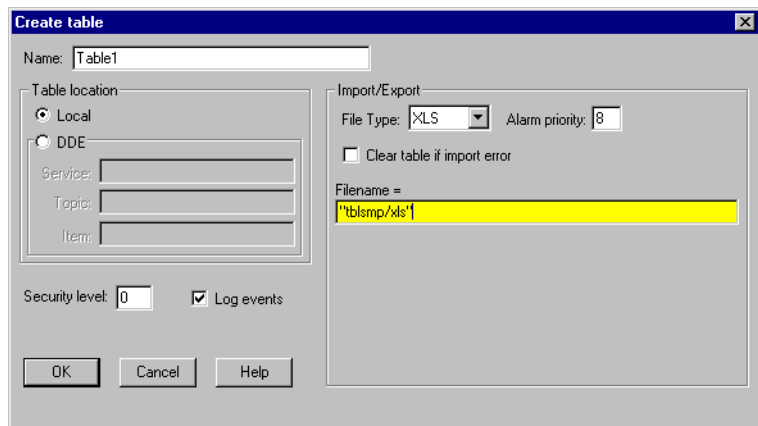 Create table
Name: Table1
Table location
Local
DDE
Service:
Topic:
Item:
Security level: 0 Log events
OK Cancel Help
Import/Export
File Type: XLS Alarm priority: 8
Clear table if import error
Filename =
"tblsmp/xls"